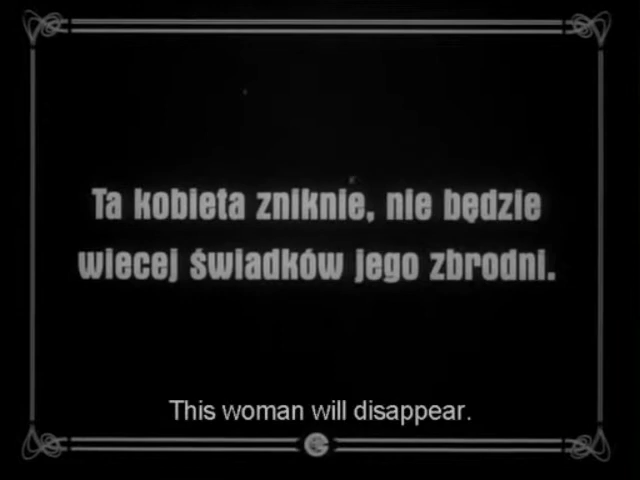 Ta kobieta zniknie, nie będzie
wiecej świadków jego zbrodni.
This woman will disappear.